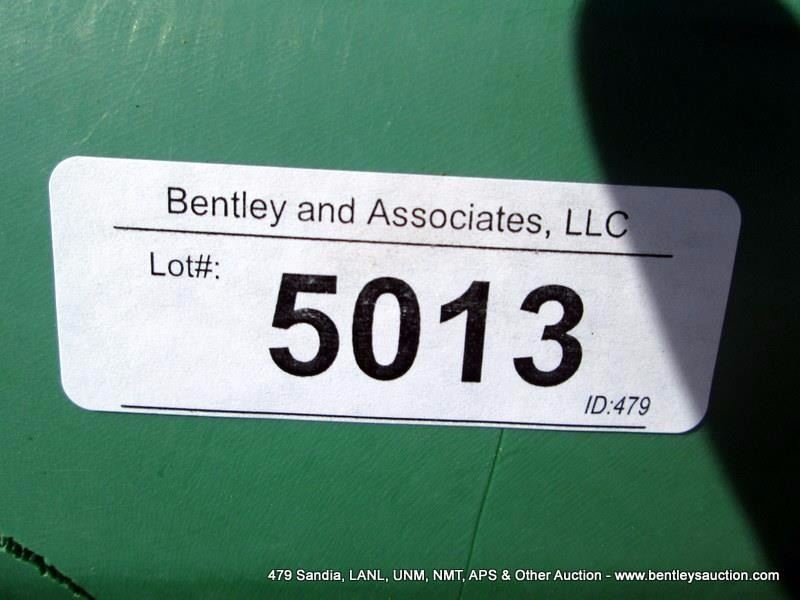 Bentley and Associates, LLC
Lot#:
5013
ID:479
479 Sandia, LANL, UNM, NMT, APS & Other Auction - www.bentleysauction.com